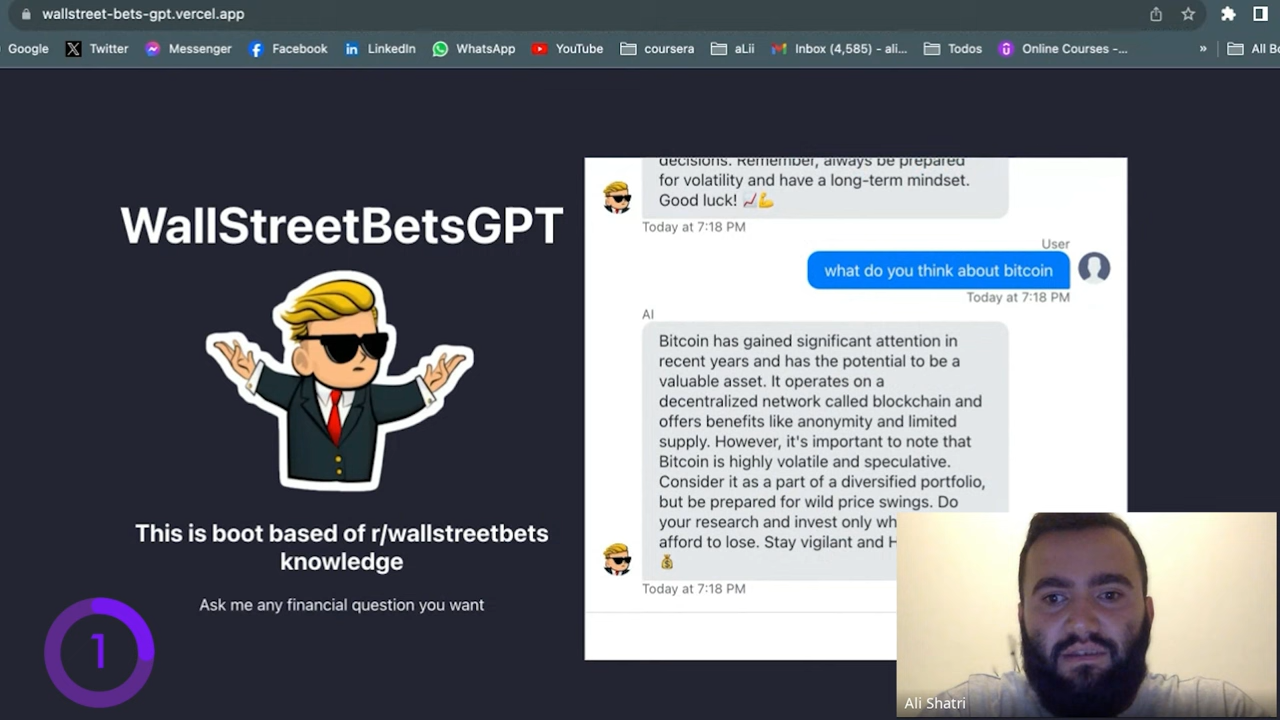 wallstreet-bets-gpt.vercel.app
Google
Twitter
Messenger
Facebook
LinkedIn
WhatsApp
YouTube
coursera
aLii
Inbox (4,585) - ali...
Todos
Online Courses -...
»
All Bo
WallStreetBetsGPT
This is boot based of r/wallstreetbets
knowledge
Ask me any financial question you want
1
decisions. Remember, always be prepared
for volatility and have a long-term mindset.
Good luck! 📈💪
Today at 7:18 PM
User
what do you think about bitcoin
Today at 7:18 PM
AI
Bitcoin has gained significant attention in
recent years and has the potential to be a
valuable asset. It operates on a
decentralized network called blockchain and
offers benefits like anonymity and limited
supply. However, it's important to note that
Bitcoin is highly volatile and speculative.
Consider it as a part of a diversified portfolio,
but be prepared for wild price swings. Do
your research and invest only wh
afford to lose. Stay vigilant and H
💰
Today at 7:18 PM
Ali Shatri